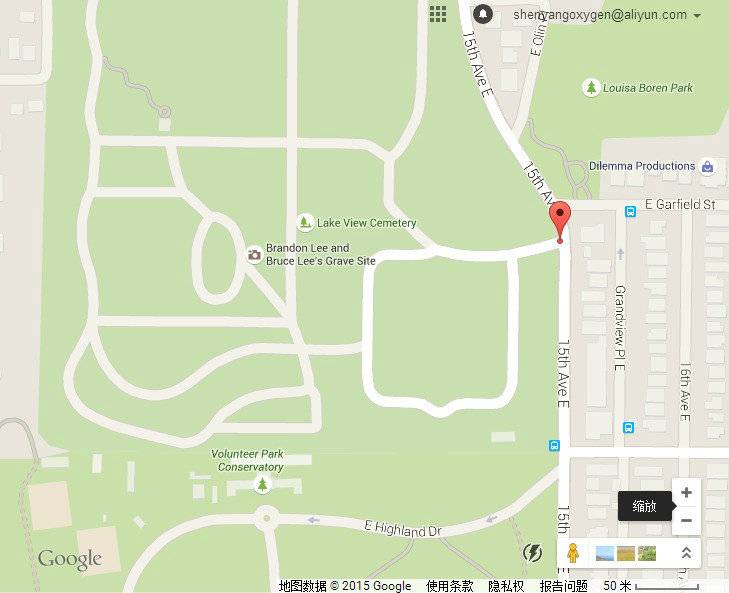 shenyangoxygen@aliyun.com
15th Ave E
E Olin
Louisa Boren Park
Dilemma Productions
15th Ave
E Garfield St
Lake View Cemetery
Brandon Lee and
Bruce Lee's Grave Site
Grandview Pl E
15th Ave E
16th Ave E
Volunteer Park
Conservatory
缩放
E Highland Dr
15th
Google
地图数据 © 2015 Google 使用条款 隐私权 报告问题 50 米